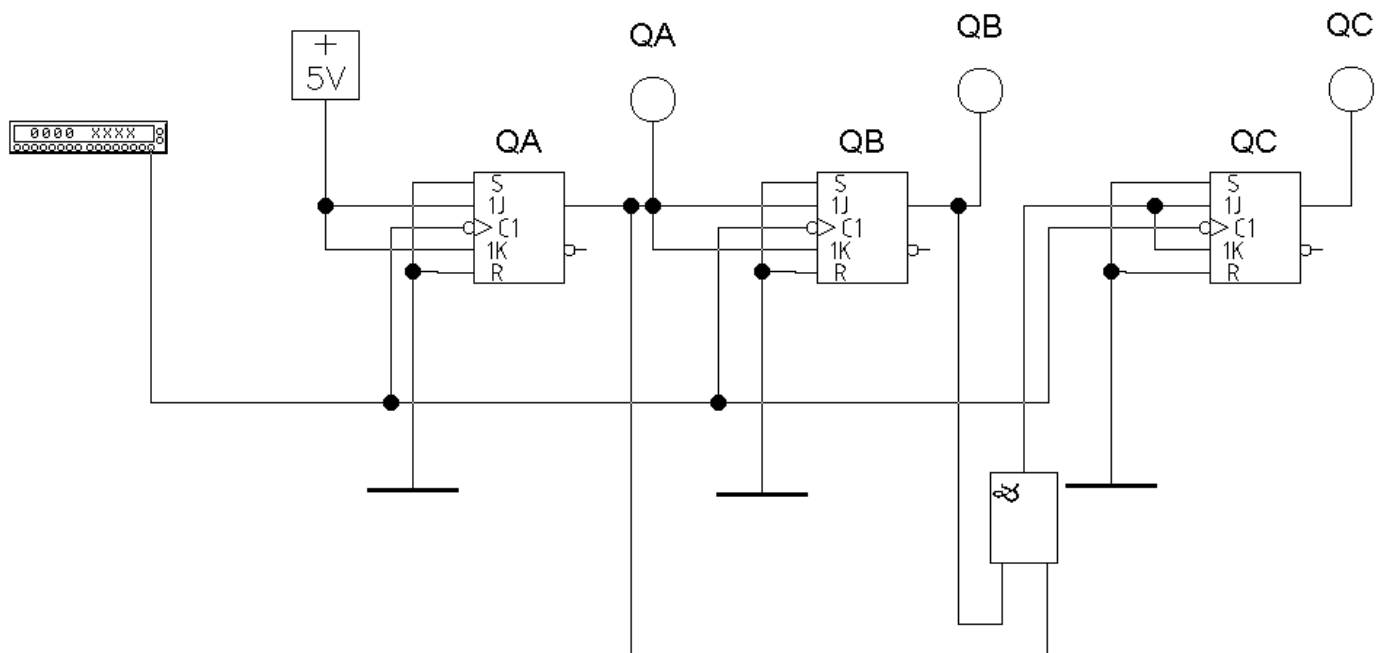 QA QB QC
+
5V
0000 XXXX
QA QB QC
S S S
1J 1J 1J
C1 C1 C1
1K 1K 1K
R R R
&